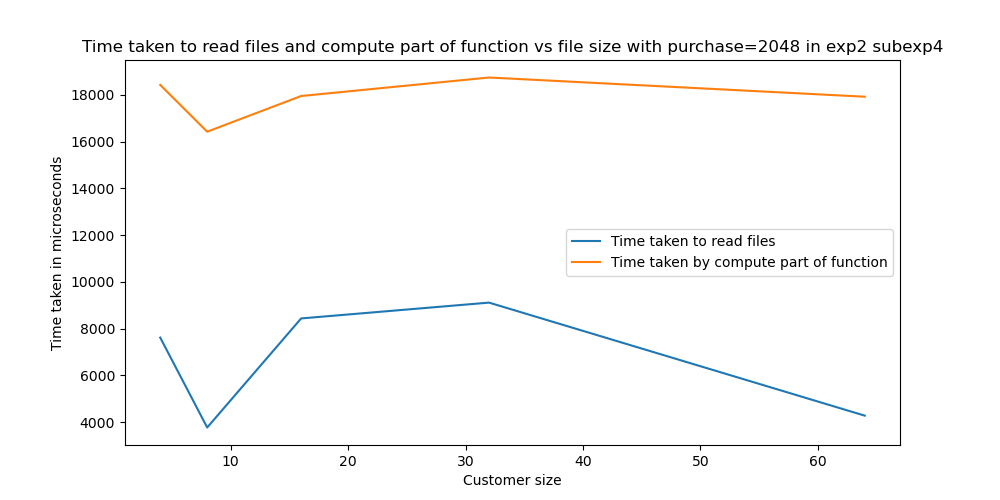 Time taken to read files and compute part of function vs file size with purchase=2048 in exp2 subexp4
Time taken in microseconds
18000
16000
14000
12000
10000
8000
6000
4000
Time taken to read files
Time taken by compute part of function
10 20 30 40 50 60
Customer size